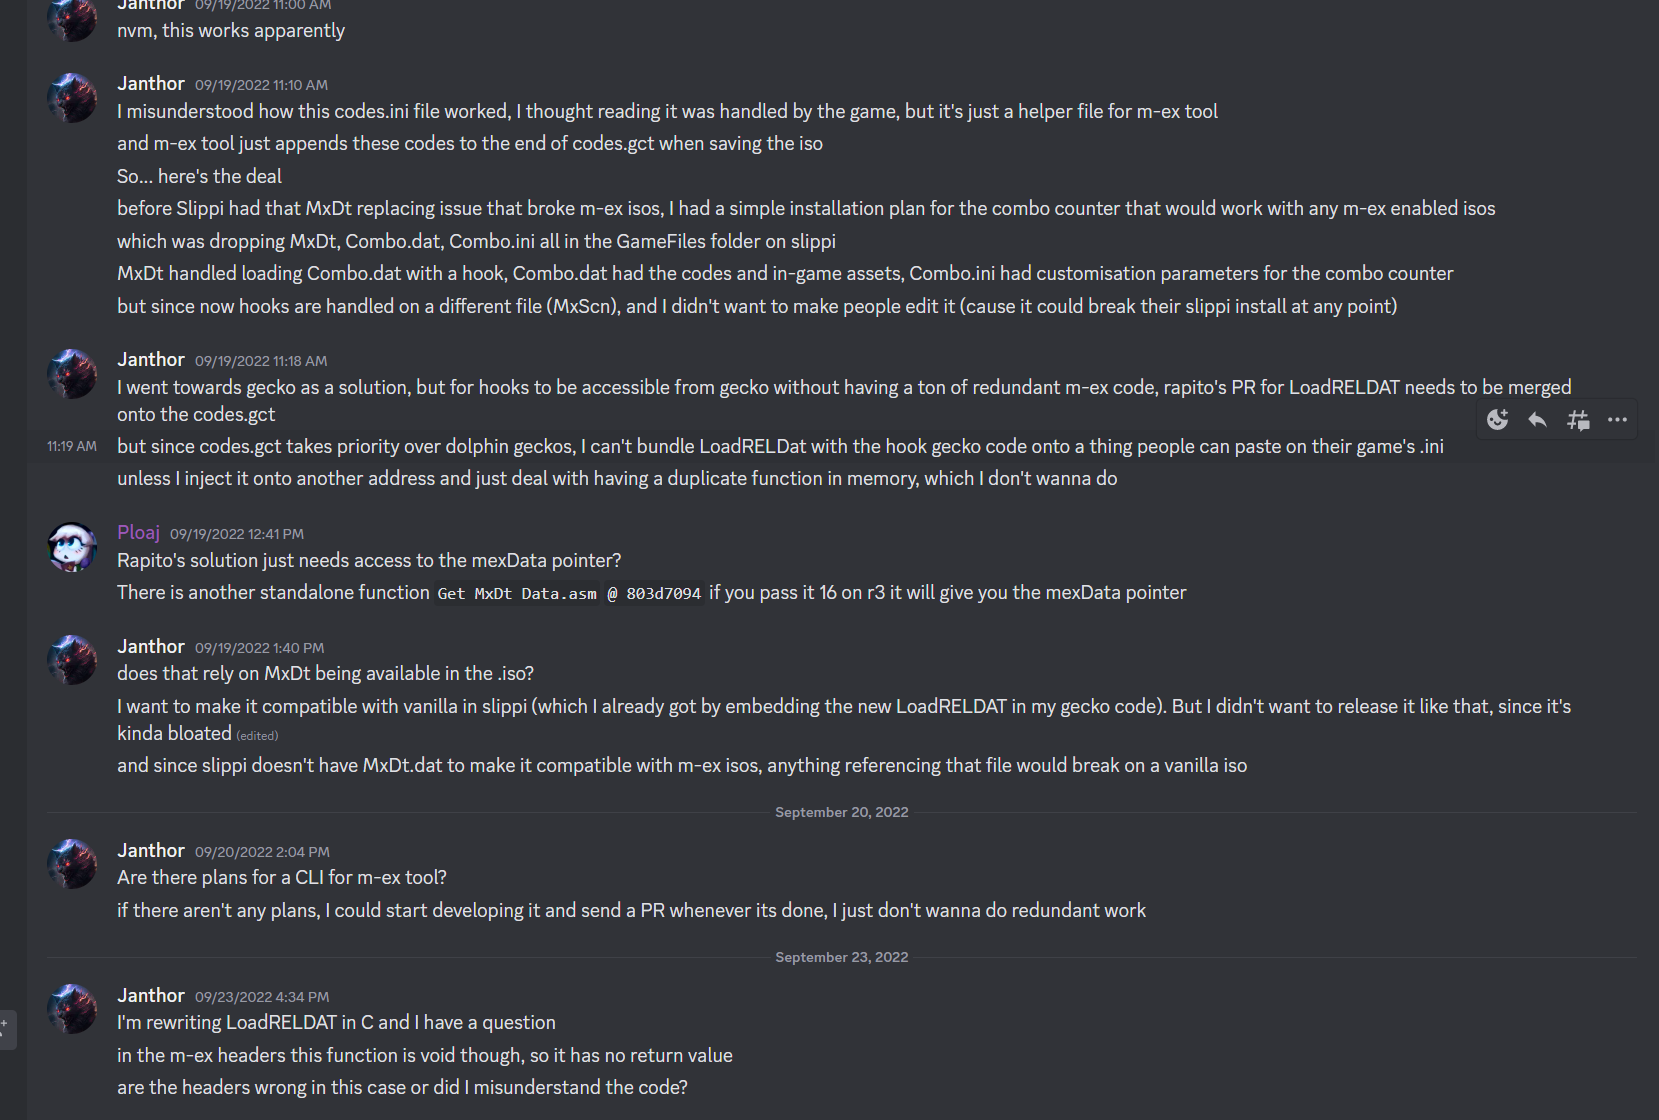 Janthor 09/19/2022 11:00 AM
nvm, this works apparently
Janthor 09/19/2022 11:10 AM
I misunderstood how this codes.ini file worked, I thought reading it was handled by the game, but it's just a helper file for m-ex tool
and m-ex tool just appends these codes to the end of codes.gct when saving the iso
So... here's the deal
before Slippi had that MxDt replacing issue that broke m-ex isos, I had a simple installation plan for the combo counter that would work with any m-ex enabled isos
which was dropping MxDt, Combo.dat, Combo.ini all in the GameFiles folder on slippi
MxDt handled loading Combo.dat with a hook, Combo.dat had the codes and in-game assets, Combo.ini had customisation parameters for the combo counter
but since now hooks are handled on a different file (MxScn), and I didn't want to make people edit it (cause it could break their slippi install at any point)
Janthor 09/19/2022 11:18 AM
I went towards gecko as a solution, but for hooks to be accessible from gecko without having a ton of redundant m-ex code, rapito's PR for LoadRELDAT needs to be merged
onto the codes.gct
11:19 AM but since codes.gct takes priority over dolphin geckos, I can't bundle LoadRELDat with the hook gecko code onto a thing people can paste on their game's .ini
unless I inject it onto another address and just deal with having a duplicate function in memory, which I don't wanna do
Ploaj 09/19/2022 12:41 PM
Rapito's solution just needs access to the mexData pointer?
There is another standalone function Get MxDt Data.asm @ 803d7094 if you pass it 16 on r3 it will give you the mexData pointer
Janthor 09/19/2022 1:40 PM
does that rely on MxDt being available in the .iso?
I want to make it compatible with vanilla in slippi (which I already got by embedding the new LoadRELDAT in my gecko code). But I didn't want to release it like that, since it's
kinda bloated (edited)
and since slippi doesn't have MxDt.dat to make it compatible with m-ex isos, anything referencing that file would break on a vanilla iso
September 20, 2022
Janthor 09/20/2022 2:04 PM
Are there plans for a CLI for m-ex tool?
if there aren't any plans, I could start developing it and send a PR whenever its done, I just don't wanna do redundant work
September 23, 2022
Janthor 09/23/2022 4:34 PM
I'm rewriting LoadRELDAT in C and I have a question
in the m-ex headers this function is void though, so it has no return value
are the headers wrong in this case or did I misunderstand the code?